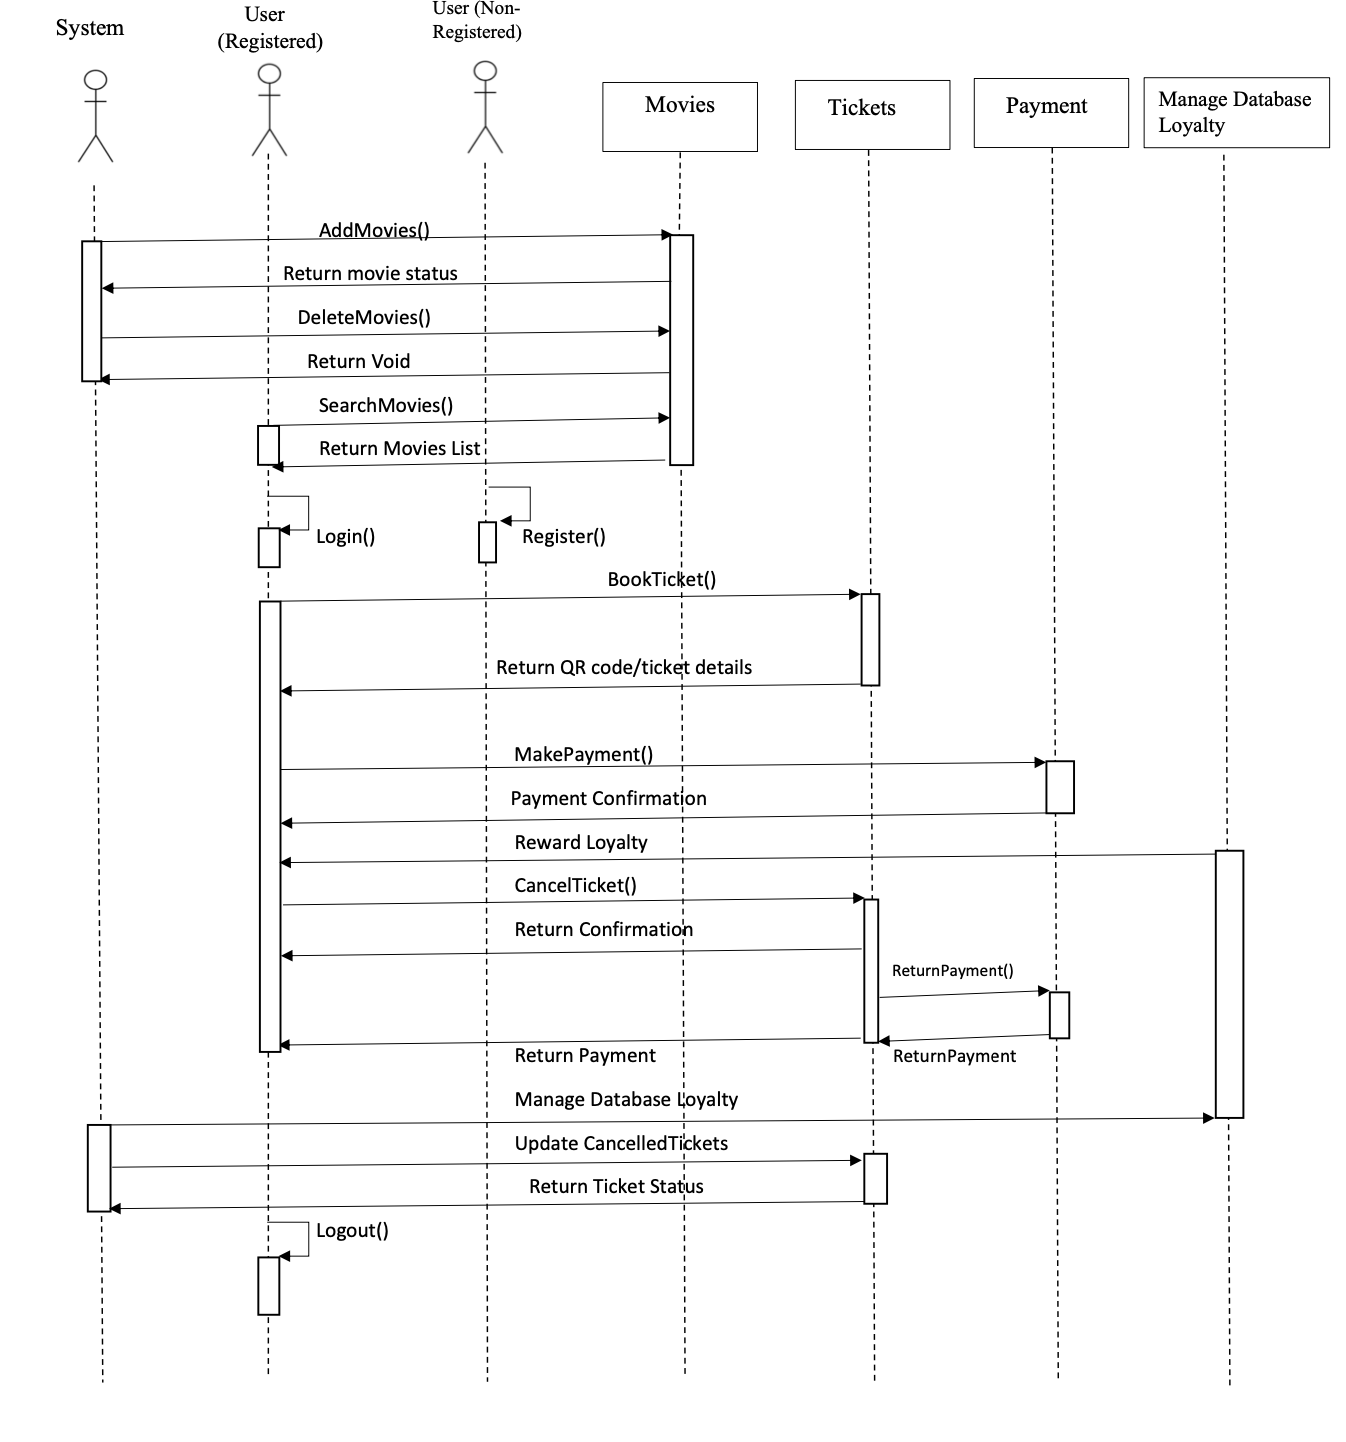 System
User
(Registered)
User (Non-
Registered)
Movies
Tickets
Payment
Manage Database
Loyalty
AddMovies()
Return movie status
DeleteMovies()
Return Void
SearchMovies()
Return Movies List
Login()
Register()
BookTicket()
Return QR code/ticket details
MakePayment()
Payment Confirmation
Reward Loyalty
CancelTicket()
Return Confirmation
ReturnPayment()
Return Payment
ReturnPayment
Manage Database Loyalty
Update CancelledTickets
Return Ticket Status
Logout()